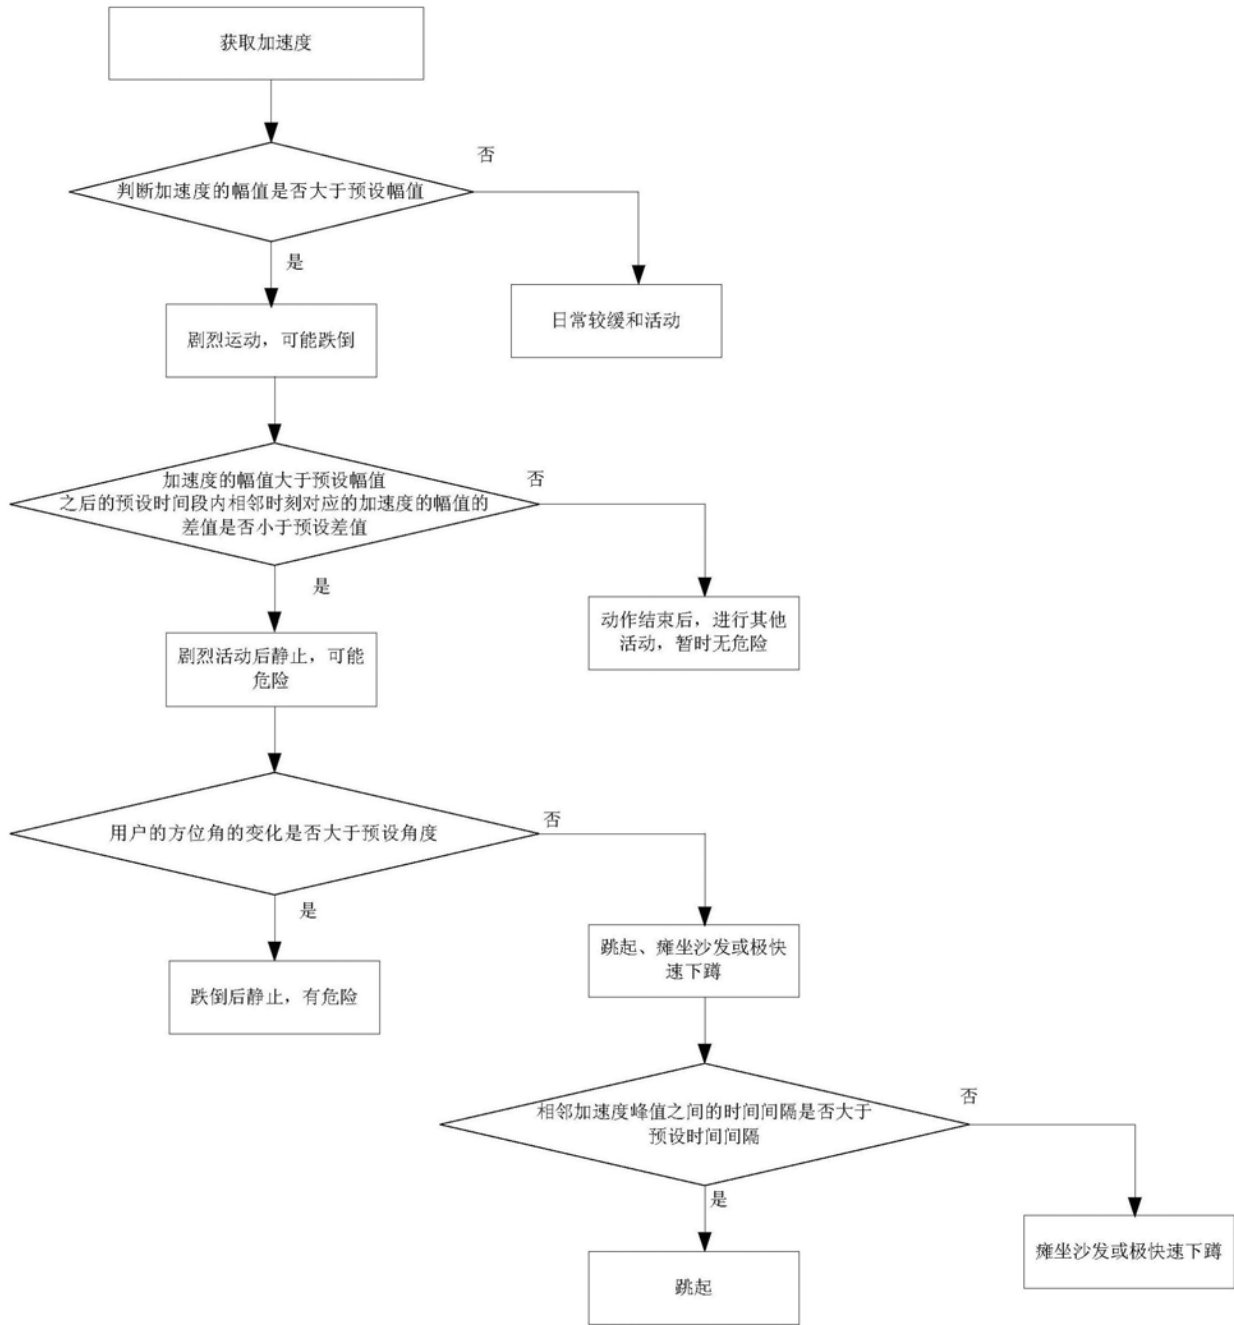 获取加速度
判断加速度的幅值是否大于预设幅值
否
是
日常较缓和活动
剧烈运动，可能跌倒
加速度的幅值大于预设幅值
之后的预设时间段内相邻时刻对应的加速度的幅值的
差值是否小于预设差值
否
是
动作结束后，进行其他
活动，暂时无危险
剧烈活动后静止，可能
危险
用户的方位角的变化是否大于预设角度
否
是
跳起、瘫坐沙发或极快
速下蹲
跌倒后静止，有危险
相邻加速度峰值之间的时间间隔是否大于
预设时间间隔
否
是
瘫坐沙发或极快速下蹲
跳起